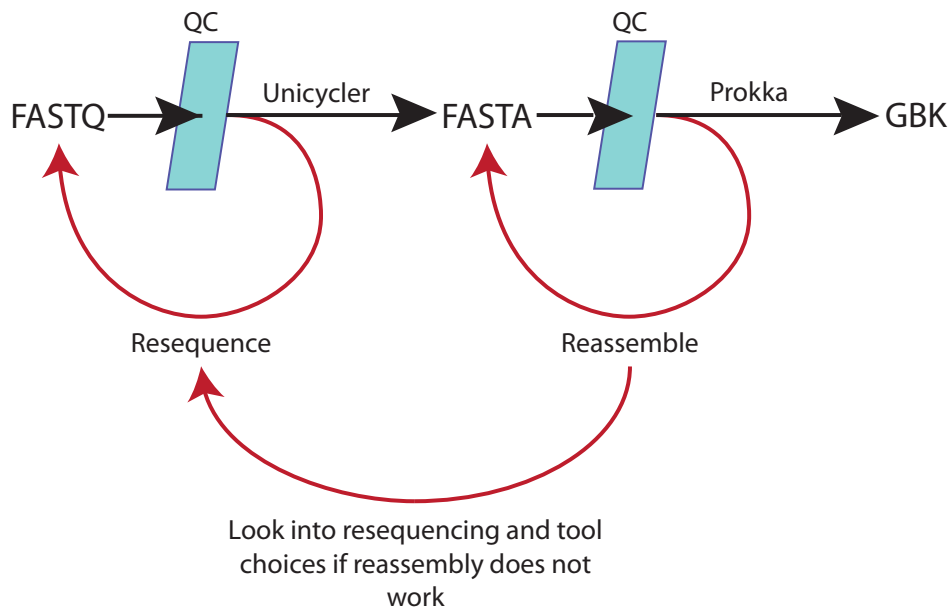 QC
QC
Unicycler
Prokka
FASTQ
FASTA
GBK
Resequence
Reassemble
Look into resequencing and tool
choices if reassembly does not
work